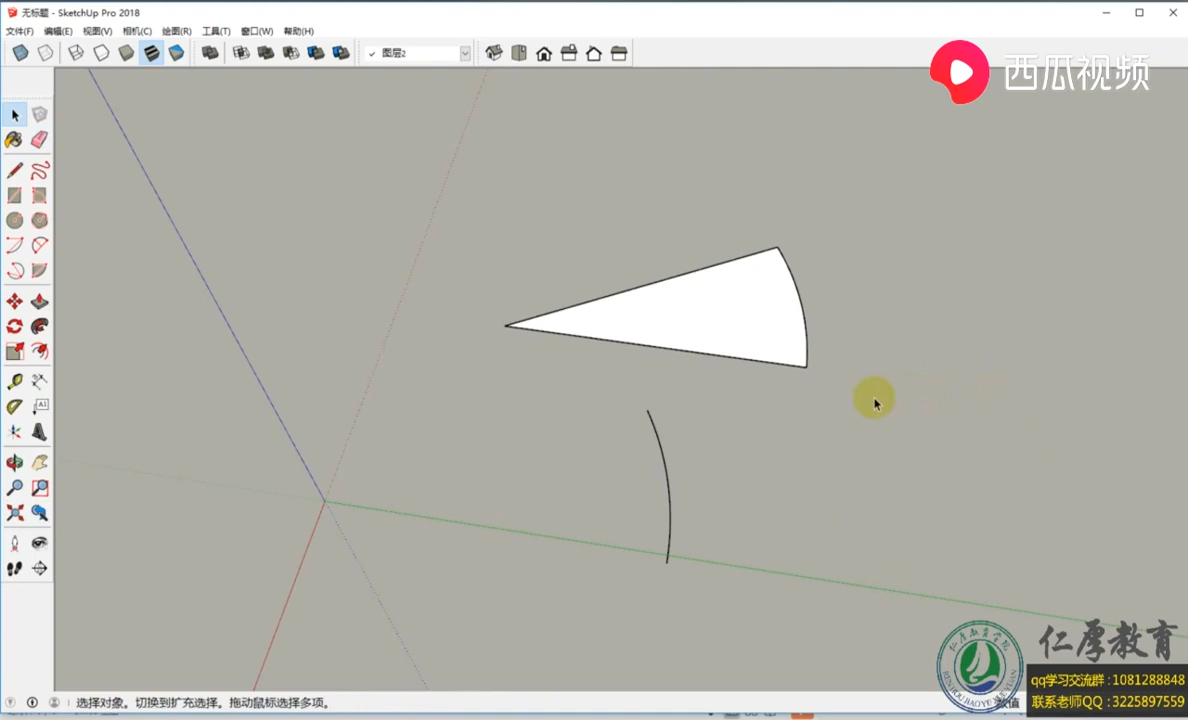 无标题 - SketchUp Pro 2018
文件(F) 编辑(E) 视图(V) 相机(C) 绘图(R) 工具(T) 窗口(W) 帮助(H)
图层2
西瓜视频
A1
选择对象。切换到扩充选择。拖动鼠标选择多项。
数值
仁厚教育
qq学习交流群:1081288848
联系老师QQ:3225897559